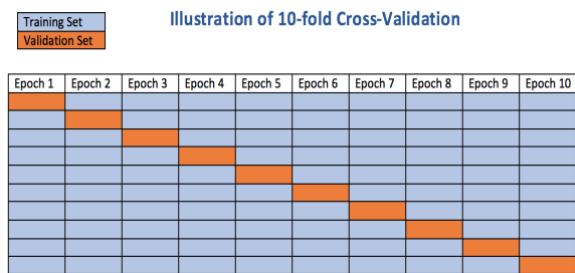 Illustration of 10-fold Cross-Validation
Training Set
Validation Set
Epoch 1 Epoch 2 Epoch 3 Epoch 4 Epoch 5 Epoch 6 Epoch 7 Epoch 8 Epoch 9 Epoch 10